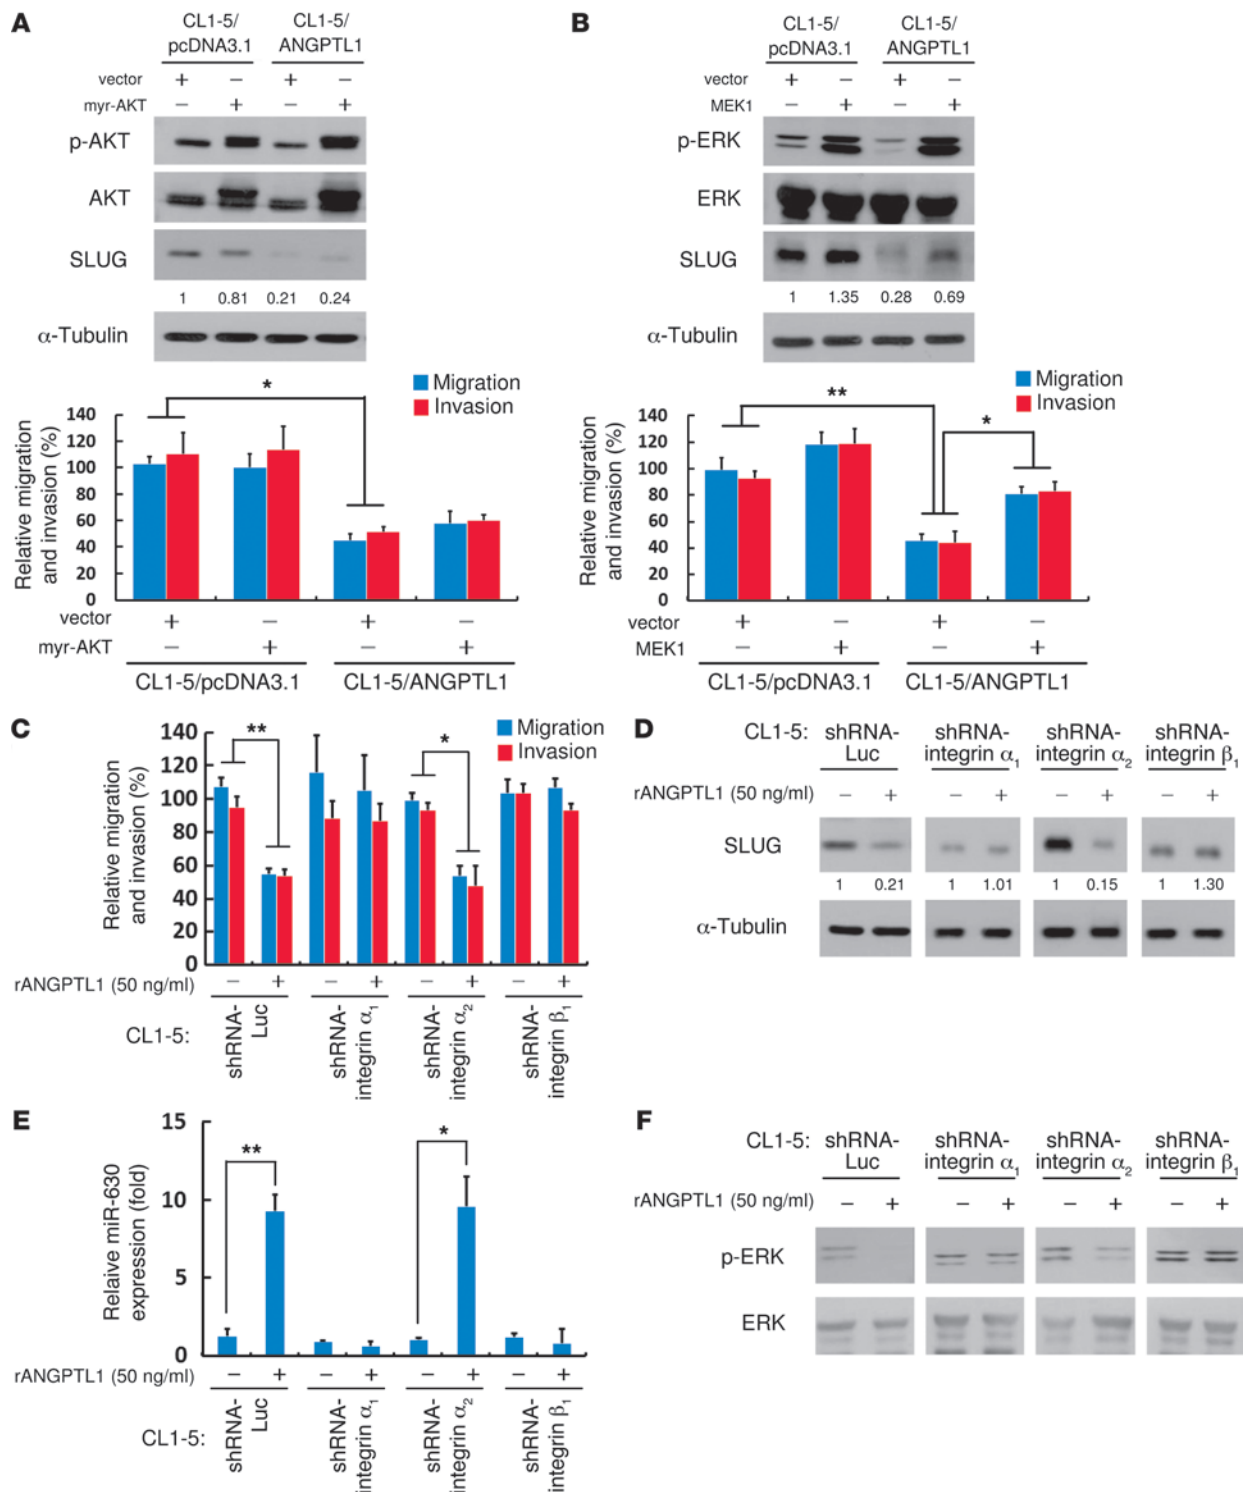 A
CL1-5/ pcDNA3.1
CL1-5/ ANGPTL1
vector + − + −
myr-AKT − + − +
p-AKT
AKT
SLUG
1 0.81 0.21 0.24
α-Tubulin
Migration
Invasion
*
Relative migration and invasion (%)
140
120
100
80
60
40
20
0
vector + − + −
myr-AKT − + − +
CL1-5/pcDNA3.1 CL1-5/ANGPTL1
B
CL1-5/ pcDNA3.1
CL1-5/ ANGPTL1
vector + − + −
MEK1 − + − +
p-ERK
ERK
SLUG
1 1.35 0.28 0.69
α-Tubulin
Migration
Invasion
** *
Relative migration and invasion (%)
140
120
100
80
60
40
20
0
vector + − + −
MEK1 − + − +
CL1-5/pcDNA3.1 CL1-5/ANGPTL1
C
Migration
Invasion
** *
Relative migration and invasion (%)
140
120
100
80
60
40
20
0
rANGPTL1 (50 ng/ml) − + − + − + − +
CL1-5:
shRNA- Luc
shRNA- integrin α1
shRNA- integrin α2
shRNA- integrin β1
D
CL1-5:
shRNA- Luc
shRNA- integrin α1
shRNA- integrin α2
shRNA- integrin β1
rANGPTL1 (50 ng/ml) − + − + − + − +
SLUG
1 0.21 1 1.01 1 0.15 1 1.30
α-Tubulin
E
** *
Relaive miR-630 expression (fold)
15
10
5
0
rANGPTL1 (50 ng/ml) − + − + − + − +
CL1-5:
shRNA- Luc
shRNA- integrin α1
shRNA- integrin α2
shRNA- integrin β1
F
CL1-5:
shRNA- Luc
shRNA- integrin α1
shRNA- integrin α2
shRNA- integrin β1
rANGPTL1 (50 ng/ml) − + − + − + − +
p-ERK
ERK